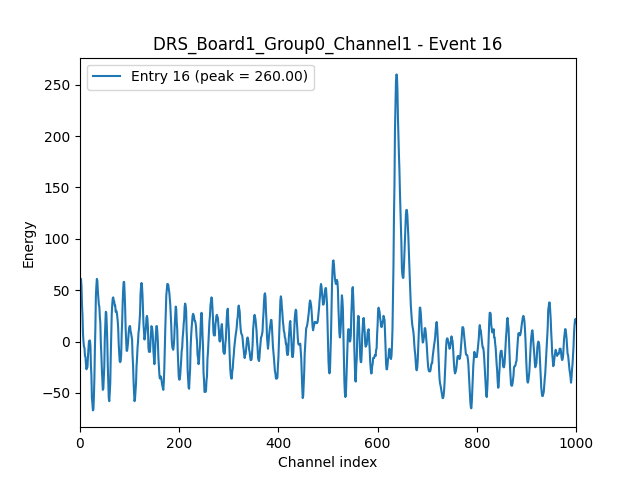 DRS_Board1_Group0_Channel1 - Event 16
Entry 16 (peak = 260.00)
250
200
150
100
50
0
−50
Energy
0 200 400 600 800 1000
Channel index